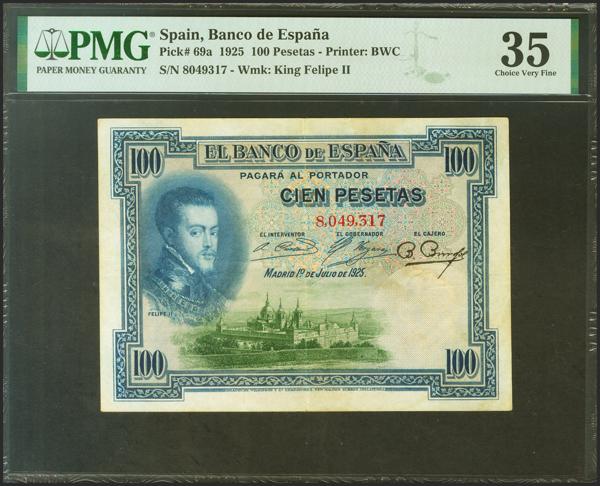 PMG
PAPER MONEY GUARANTY
Spain, Banco de España
Pick# 69a 1925 100 Pesetas - Printer: BWC
S/N 8049317 - Wmk: King Felipe II
35
Choice Very Fine
EL BANCO DE ESPAÑA
100
100
PAGARÁ AL PORTADOR
CIEN PESETAS
8,049,317
EL INTERVENTOR EL GOBERNADOR EL CAJERO
MADRID 1º DE JULIO DE 1925.
FELIPE II
100
100